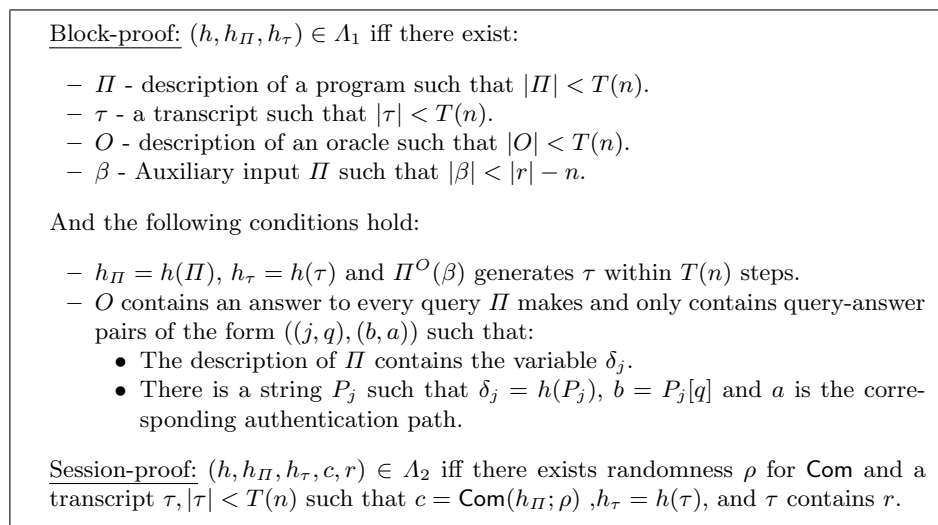 Block-proof: (h, h_Π, h_τ) ∈ Λ₁ iff there exist:
– Π - description of a program such that |Π| < T(n).
– τ - a transcript such that |τ| < T(n).
– O - description of an oracle such that |O| < T(n).
– β - Auxiliary input Π such that |β| < |r| − n.
And the following conditions hold:
– h_Π = h(Π), h_τ = h(τ) and Π^O(β) generates τ within T(n) steps.
– O contains an answer to every query Π makes and only contains query-answer
pairs of the form ((j, q), (b, a)) such that:
• The description of Π contains the variable δ_j.
• There is a string P_j such that δ_j = h(P_j), b = P_j[q] and a is the corre-
sponding authentication path.
Session-proof: (h, h_Π, h_τ, c, r) ∈ Λ₂ iff there exists randomness ρ for Com and a
transcript τ, |τ| < T(n) such that c = Com(h_Π; ρ) ,h_τ = h(τ), and τ contains r.